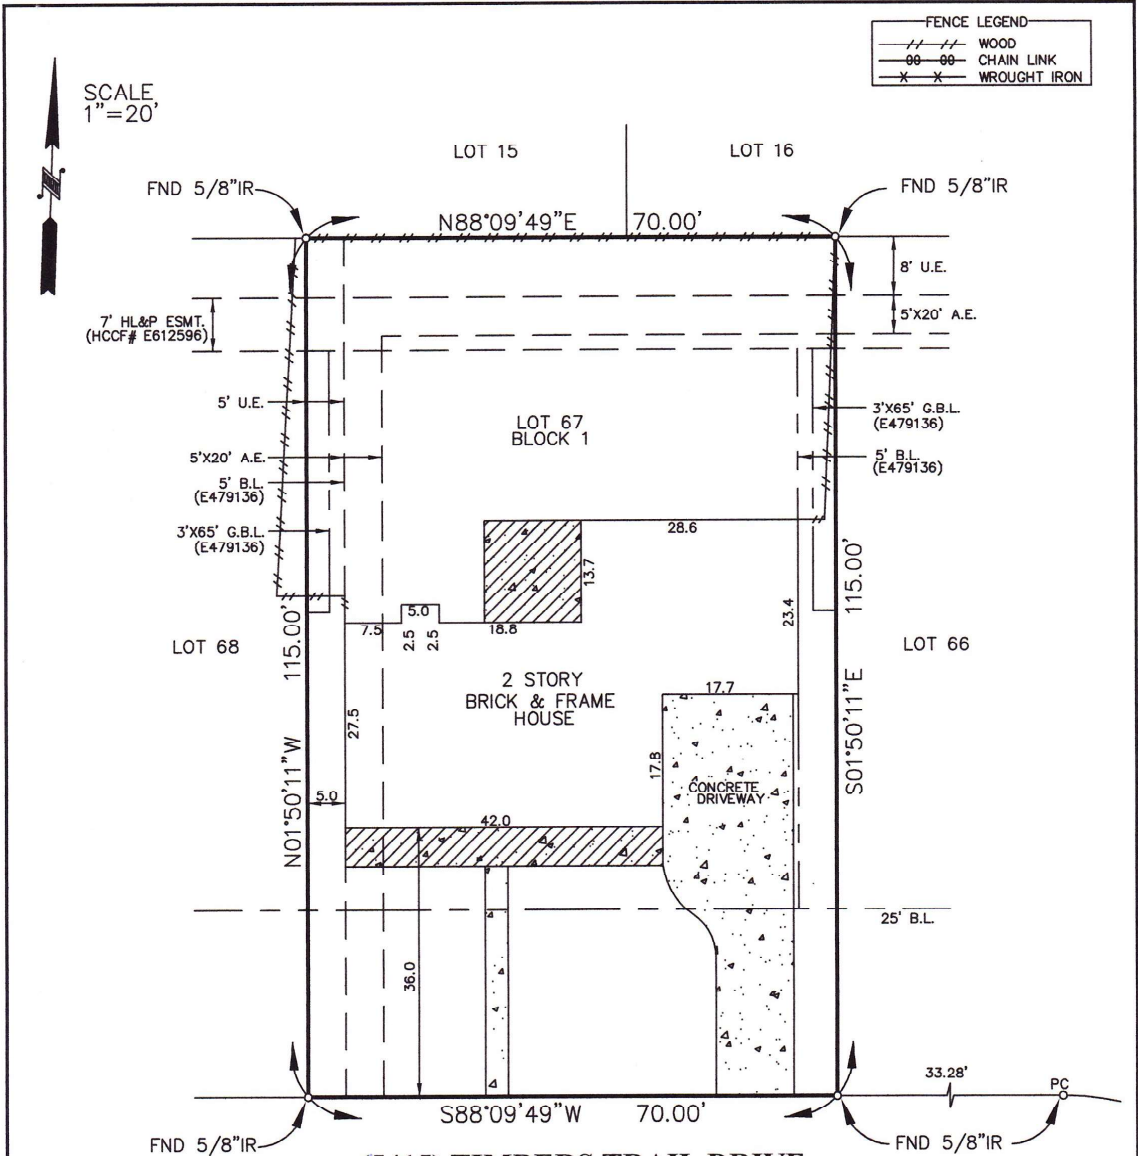 FENCE LEGEND
WOOD
CHAIN LINK
WROUGHT IRON
SCALE
1"=20'
LOT 15
LOT 16
FND 5/8"IR
FND 5/8"IR
N88°09'49"E 70.00'
8' U.E.
5'X20' A.E.
7' HL&P ESMT.
(HCCF# E612596)
5' U.E.
LOT 67
BLOCK 1
3'X65' G.B.L.
(E479136)
5'X20' A.E.
5' B.L.
(E479136)
5' B.L.
(E479136)
3'X65' G.B.L.
(E479136)
28.6
13.7
115.00'
23.4
5.0
7.5
2.5
2.5
18.8
115.00'
LOT 68
LOT 66
2 STORY
BRICK & FRAME
HOUSE
17.7
27.5
17.8
S01°50'11"E
N01°50'11"W
CONCRETE
DRIVEWAY
5.0
42.0
25' B.L.
36.0
33.28'
PC
S88°09'49"W 70.00'
FND 5/8"IR
FND 5/8"IR
TIMBERS TRAIL DRIVE